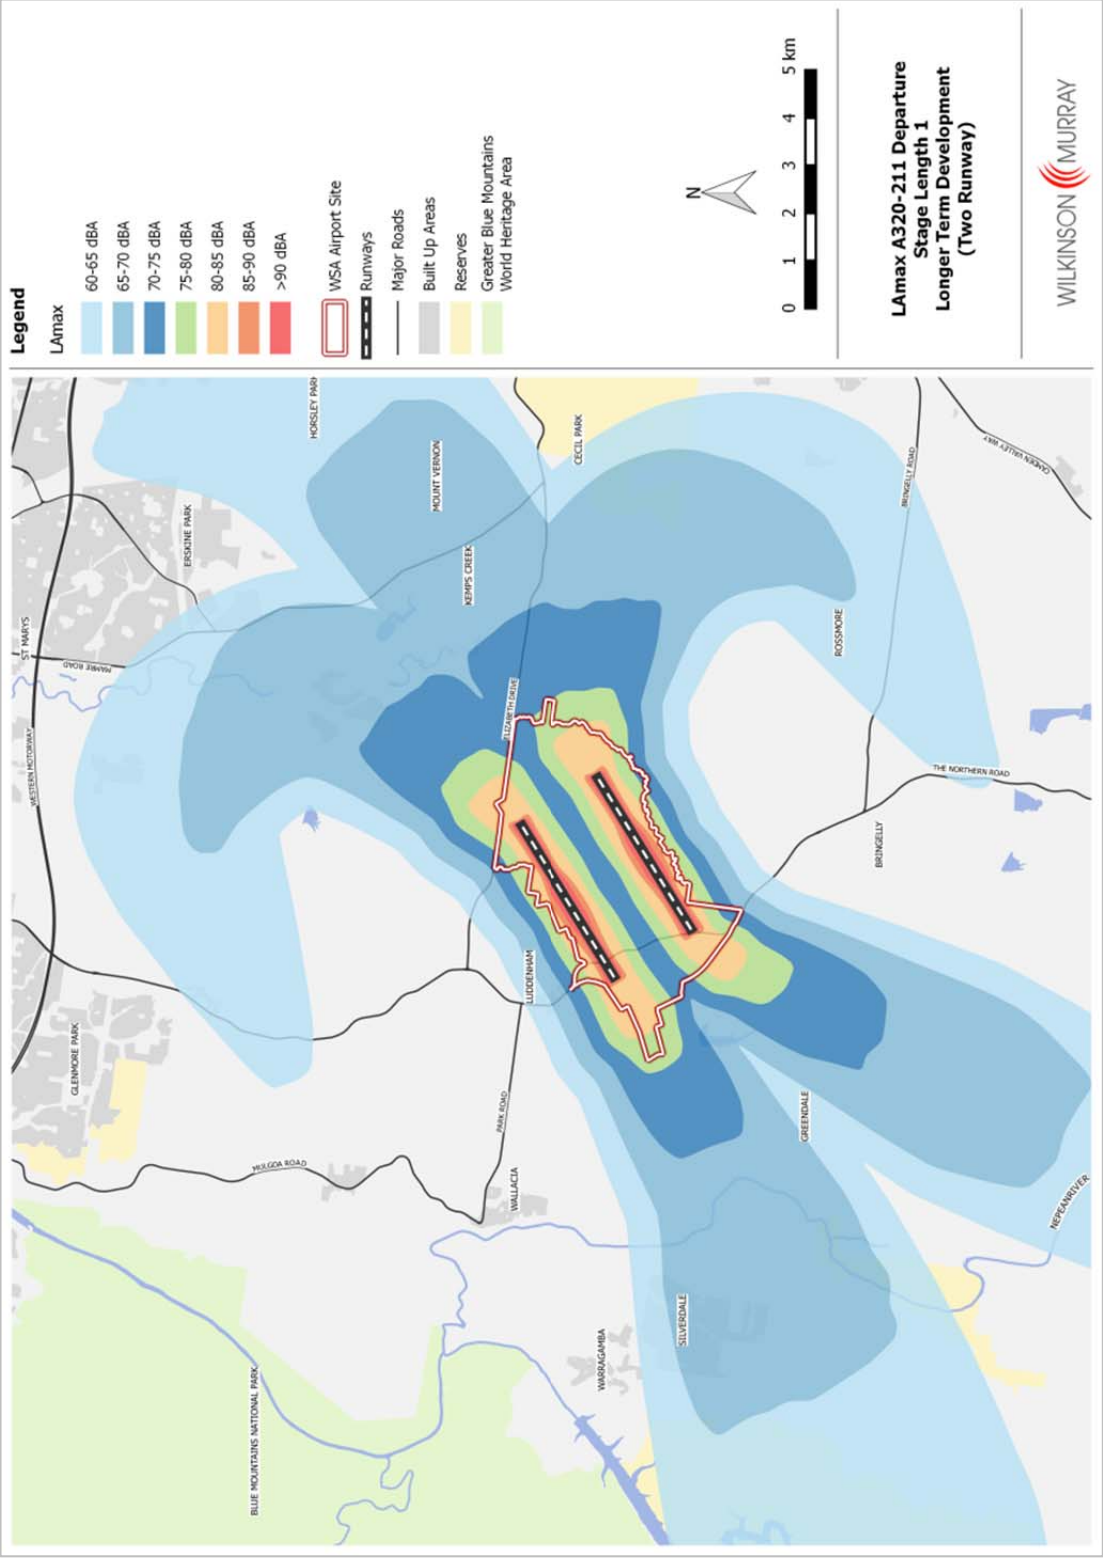 Legend
LAmax
60-65 dBA
65-70 dBA
70-75 dBA
75-80 dBA
80-85 dBA
85-90 dBA
>90 dBA
WSA Airport Site
Runways
Major Roads
Built Up Areas
Reserves
Greater Blue Mountains
World Heritage Area
N
0 1 2 3 4 5 km
LAmax A320-211 Departure
Stage Length 1
Longer Term Development
(Two Runway)
WILKINSON MURRAY
ST MARYS
MAMRE ROAD
WESTERN MOTORWAY
ERSKINE PARK
HORSLEY PARK
MOUNT VERNON
KEMPS CREEK
CECIL PARK
ELIZABETH DRIVE
GLENMORE PARK
LUDDENHAM
PARK ROAD
MULGOA ROAD
WALLACIA
BLUE MOUNTAINS NATIONAL PARK
WARRAGAMBA
SILVERDALE
GREENDALE
NEPEANRIVER
BRINGELLY
THE NORTHERN ROAD
ROSSMORE
BRINGELLY ROAD
CAMDEN VALLEY WAY